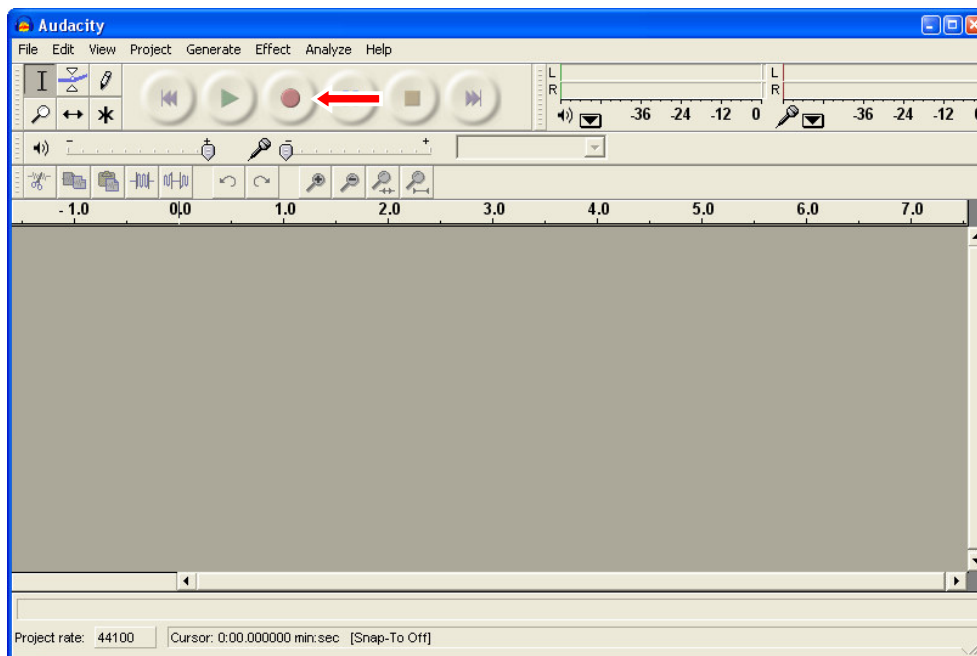 Audacity
File Edit View Project Generate Effect Analyze Help
L
R
-36 -24 -12 0
L
R
-36 -24 -12
- +
- +
- 1.0 0.0 1.0 2.0 3.0 4.0 5.0 6.0 7.0
Project rate: 44100 Cursor: 0:00.000000 min:sec [Snap-To Off]